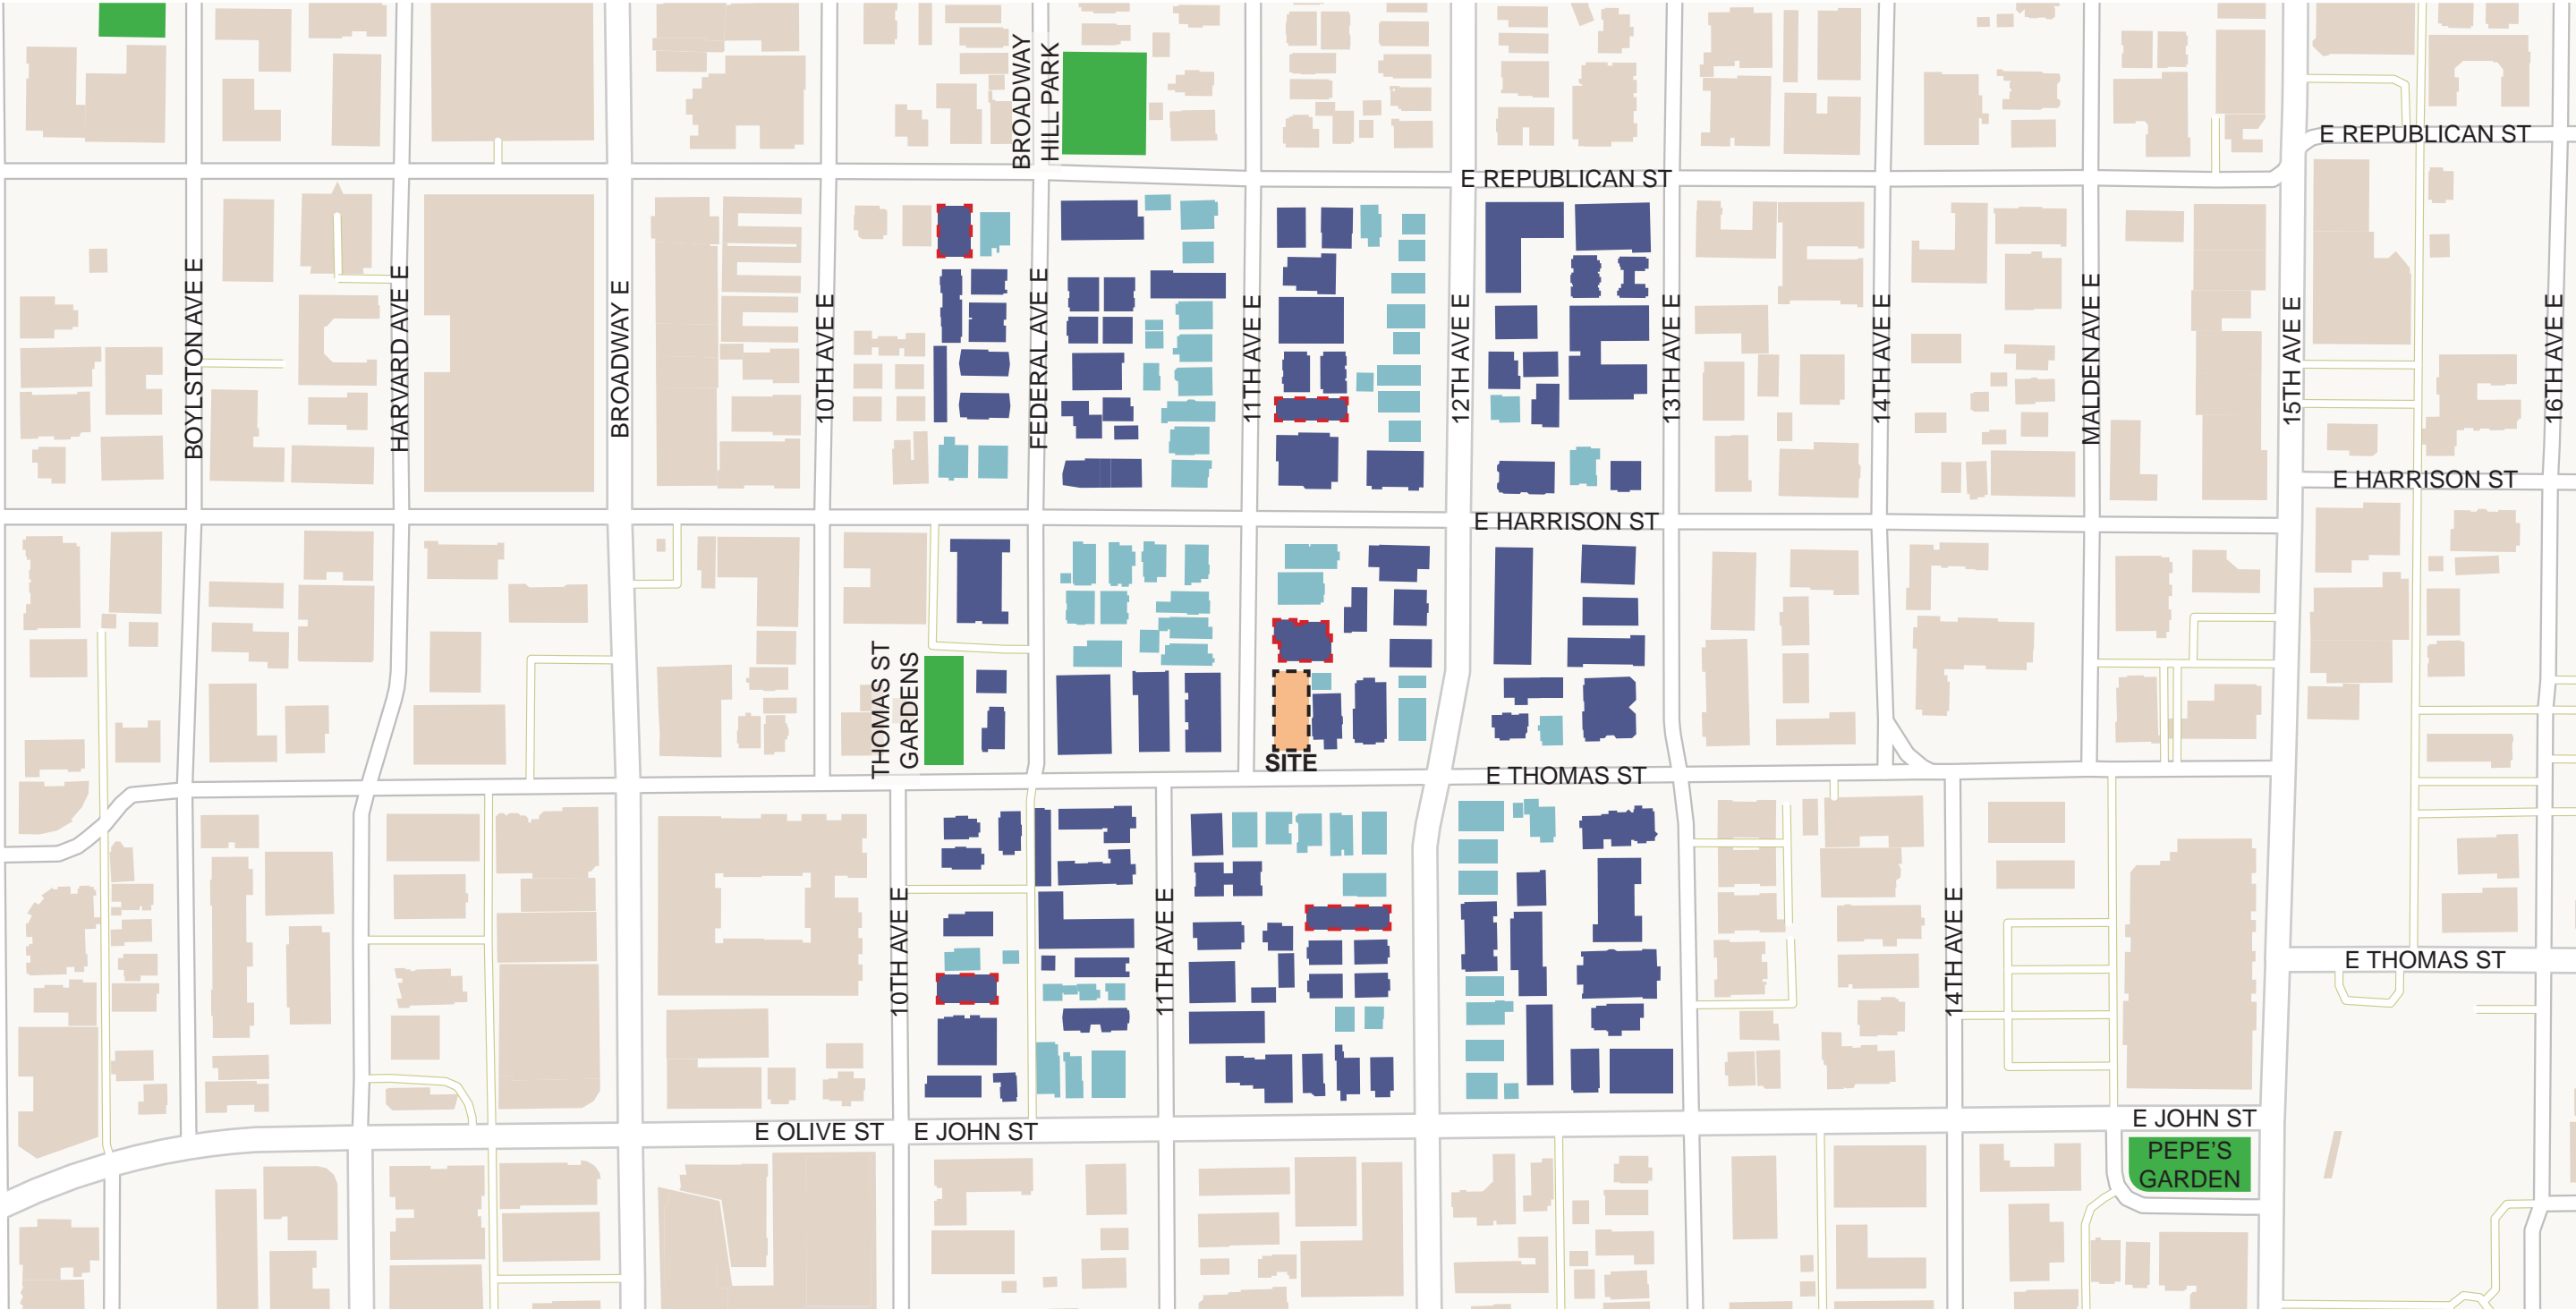 BROADWAY
HILL PARK
E REPUBLICAN ST
E REPUBLICAN ST
BOYLSTON AVE E
HARVARD AVE E
BROADWAY E
10TH AVE E
FEDERAL AVE E
11TH AVE E
12TH AVE E
13TH AVE E
14TH AVE E
MALDEN AVE E
15TH AVE E
16TH AVE E
E HARRISON ST
E HARRISON ST
THOMAS ST
GARDENS
SITE
E THOMAS ST
10TH AVE E
11TH AVE E
14TH AVE E
E THOMAS ST
E OLIVE ST
E JOHN ST
E JOHN ST
PEPE'S
GARDEN